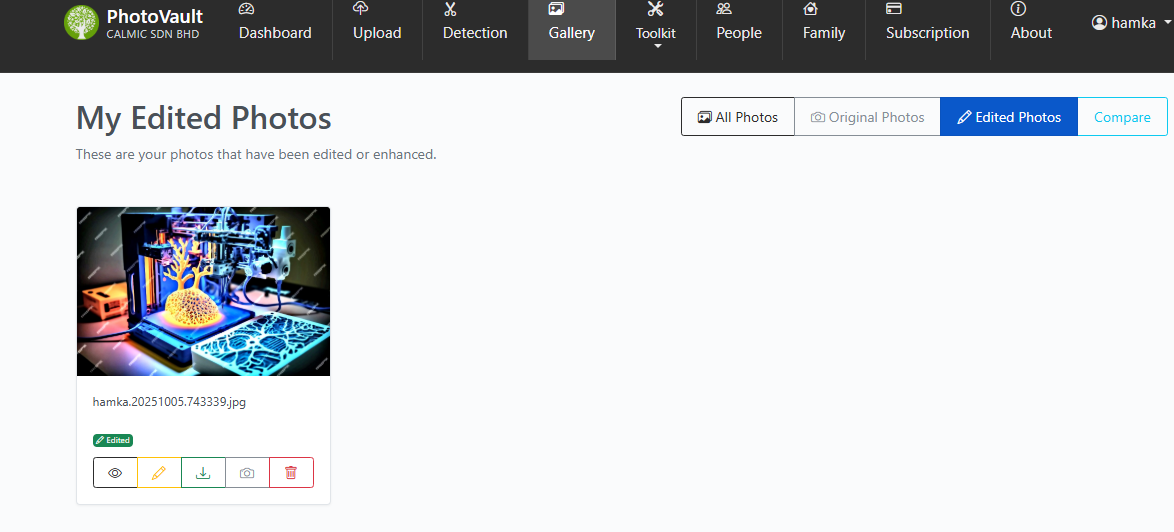 PhotoVault
CALMIC SDN BHD
Dashboard
Upload
Detection
Gallery
Toolkit
People
Family
Subscription
About
hamka
My Edited Photos
All Photos
Original Photos
Edited Photos
Compare
These are your photos that have been edited or enhanced.
hamka.20251005.743339.jpg
Edited